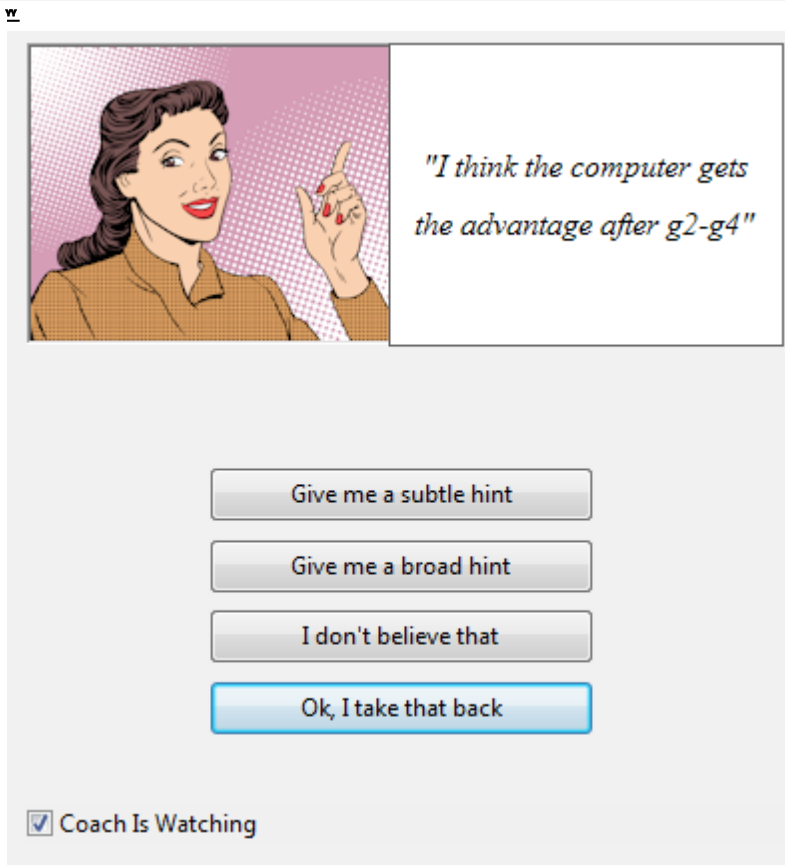 w
"I think the computer gets
the advantage after g2-g4"
Give me a subtle hint
Give me a broad hint
I don't believe that
Ok, I take that back
Coach Is Watching